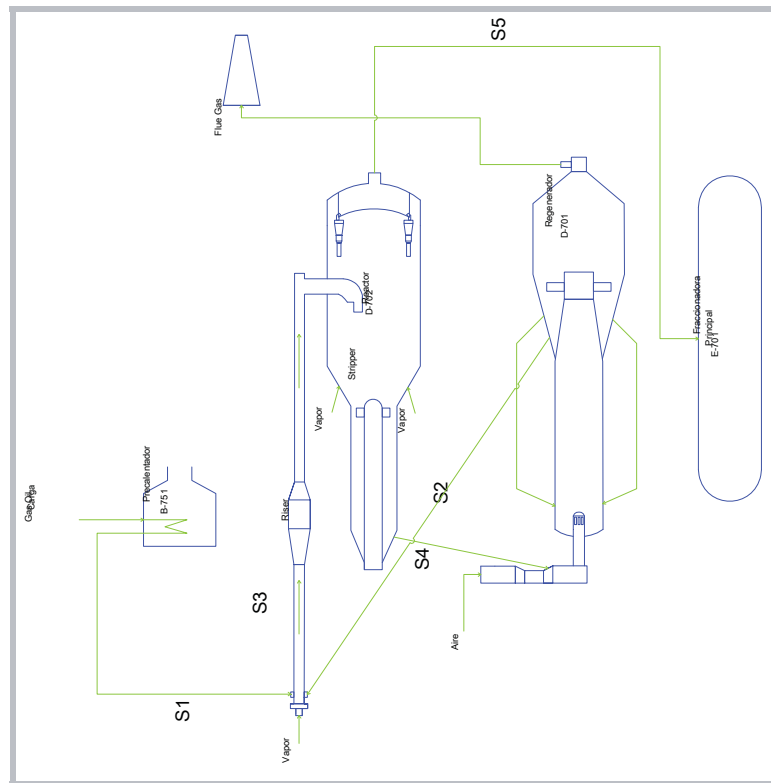 S5
Flue Gas
Regenerador
D-701
Fraccionadora
Principal
E-701
Reactor
D-702
Stripper
Vapor
Vapor
Precalentador
B-751
Gas Oil
Carga
Riser
S2
S4
S3
Aire
S1
Vapor